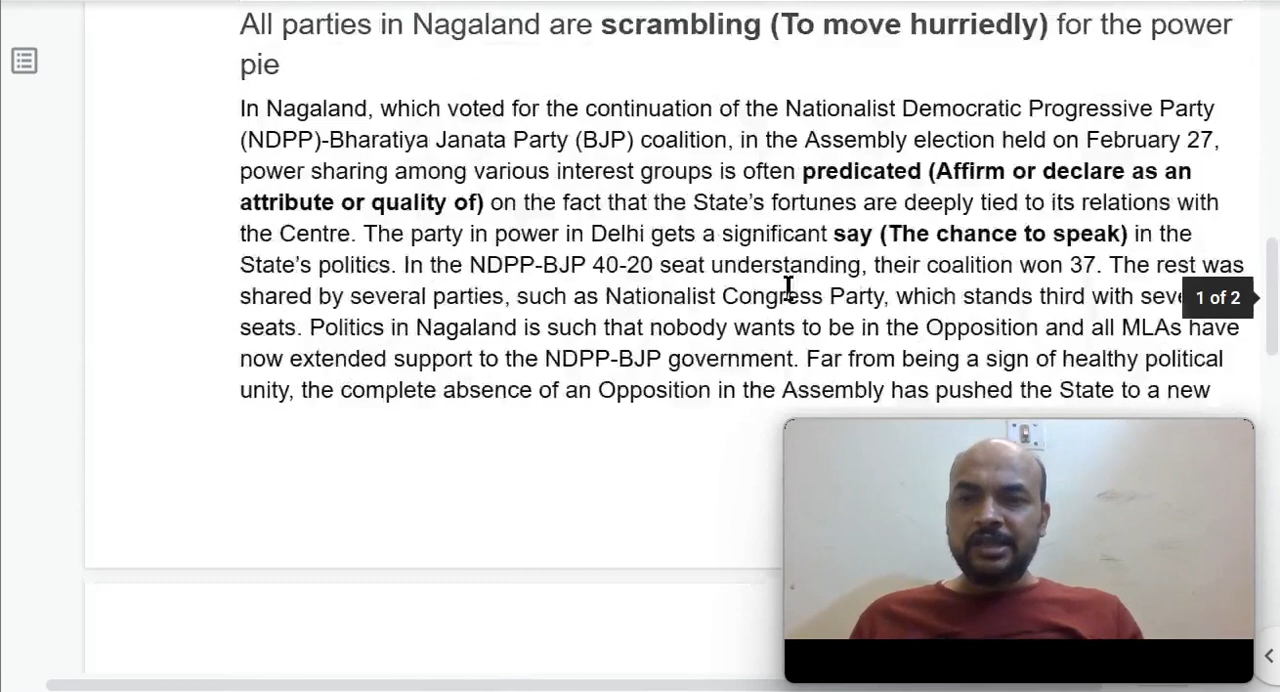 All parties in Nagaland are scrambling (To move hurriedly) for the power
pie
In Nagaland, which voted for the continuation of the Nationalist Democratic Progressive Party
(NDPP)-Bharatiya Janata Party (BJP) coalition, in the Assembly election held on February 27,
power sharing among various interest groups is often predicated (Affirm or declare as an
attribute or quality of) on the fact that the State’s fortunes are deeply tied to its relations with
the Centre. The party in power in Delhi gets a significant say (The chance to speak) in the
State’s politics. In the NDPP-BJP 40-20 seat understanding, their coalition won 37. The rest was
shared by several parties, such as Nationalist Congress Party, which stands third with
1 of 2
seats. Politics in Nagaland is such that nobody wants to be in the Opposition and all MLAs have
now extended support to the NDPP-BJP government. Far from being a sign of healthy political
unity, the complete absence of an Opposition in the Assembly has pushed the State to a new